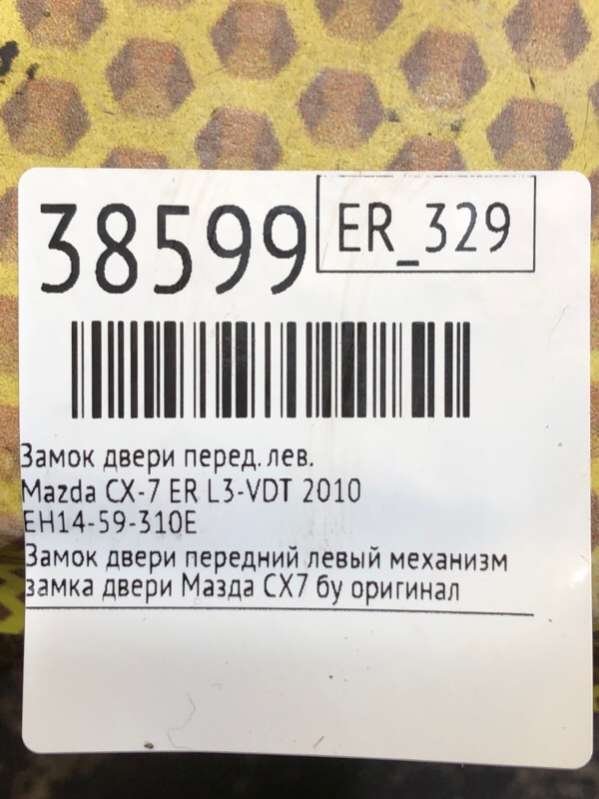 38599
ER_329
Замок двери перед. лев.
Mazda CX-7 ER L3-VDT 2010
EH14-59-310E
Замок двери передний левый механизм
замка двери Мазда СХ7 бу оригинал